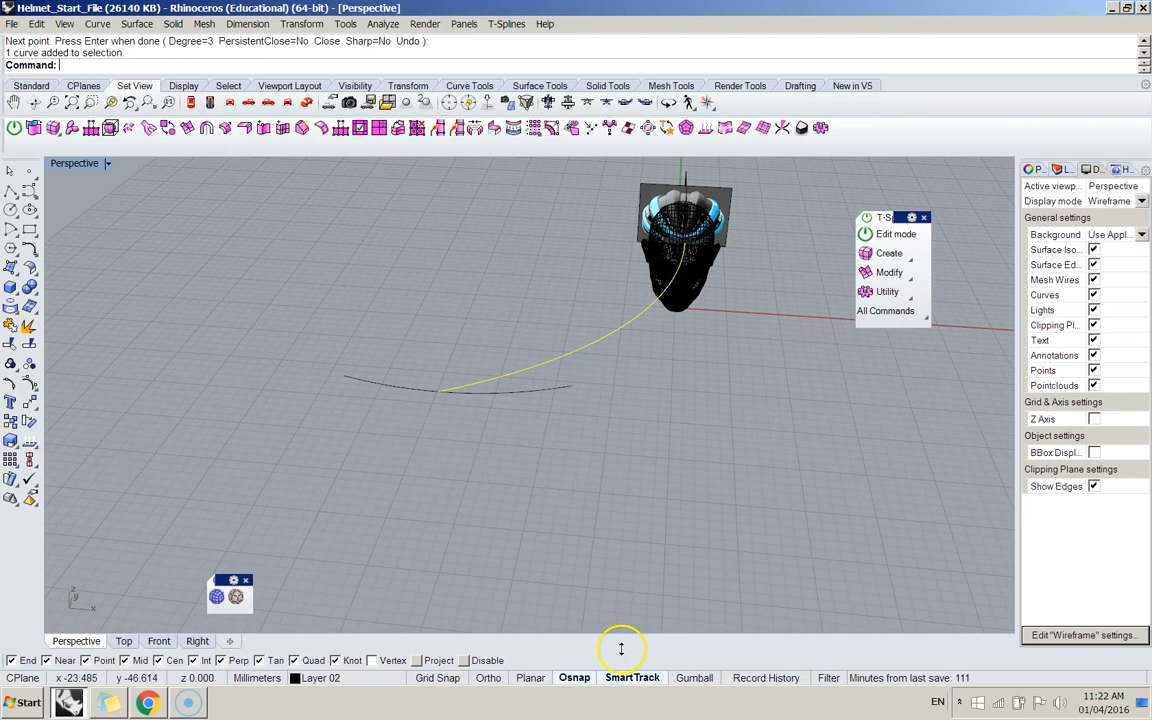 Helmet_Start_File (26140 KB) - Rhinoceros (Educational) (64-bit) - [Perspective]
File Edit View Curve Surface Solid Mesh Dimension Transform Tools Analyze Render Panels T-Splines Help
Next point. Press Enter when done ( Degree=3 PersistentClose=No Close Sharp=No Undo ):
1 curve added to selection.
Command:
Standard CPlanes Set View Display Select Viewport Layout Visibility Transform Curve Tools Surface Tools Solid Tools Mesh Tools Render Tools Drafting New in V5
Perspective
P... L... D... H...
Active viewp... Perspective
Display mode Wireframe
General settings
Background Use Appl...
Surface Iso...
Surface Ed...
Mesh Wires
Curves
Lights
Clipping Pl...
Text
Annotations
Points
Pointclouds
Grid & Axis settings
Z Axis
Object settings
BBox Displ...
Clipping Plane settings
Show Edges
Edit "Wireframe" settings...
T-S
Edit mode
Create
Modify
Utility
All Commands
z
y
x
Perspective Top Front Right
End Near Point Mid Cen Int Perp Tan Quad Knot Vertex Project Disable
CPlane x -23.485 y -46.614 z 0.000 Millimeters Layer 02 Grid Snap Ortho Planar Osnap SmartTrack Gumball Record History Filter Minutes from last save: 111
Start
EN
11:22 AM
01/04/2016